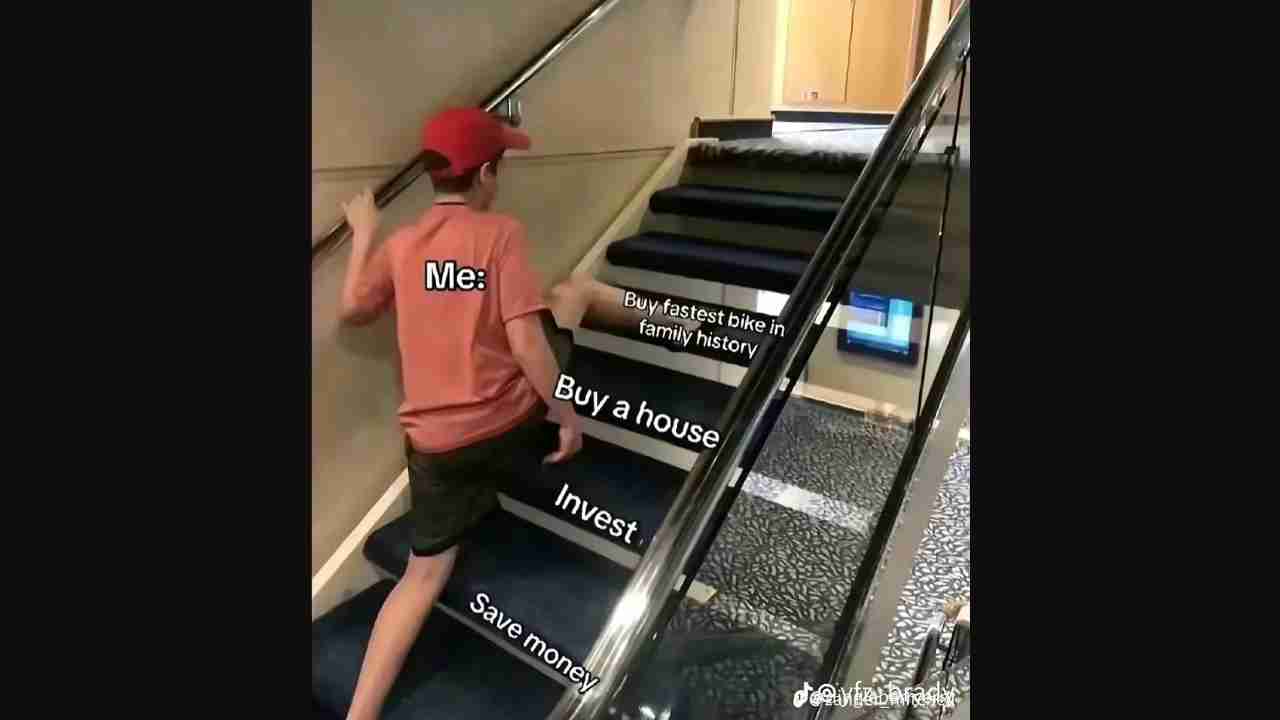 Me:
Buy fastest bike in
family history
Buy a house
Invest
Save money